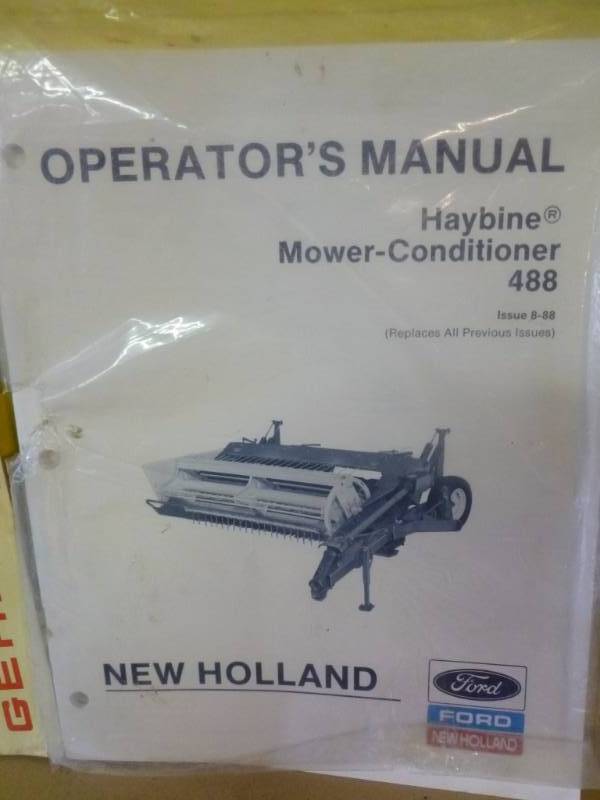 OPERATOR'S MANUAL
Haybine®
Mower-Conditioner
488
Issue 8-88
(Replaces All Previous Issues)
NEW HOLLAND
Ford
FORD
NEW HOLLAND